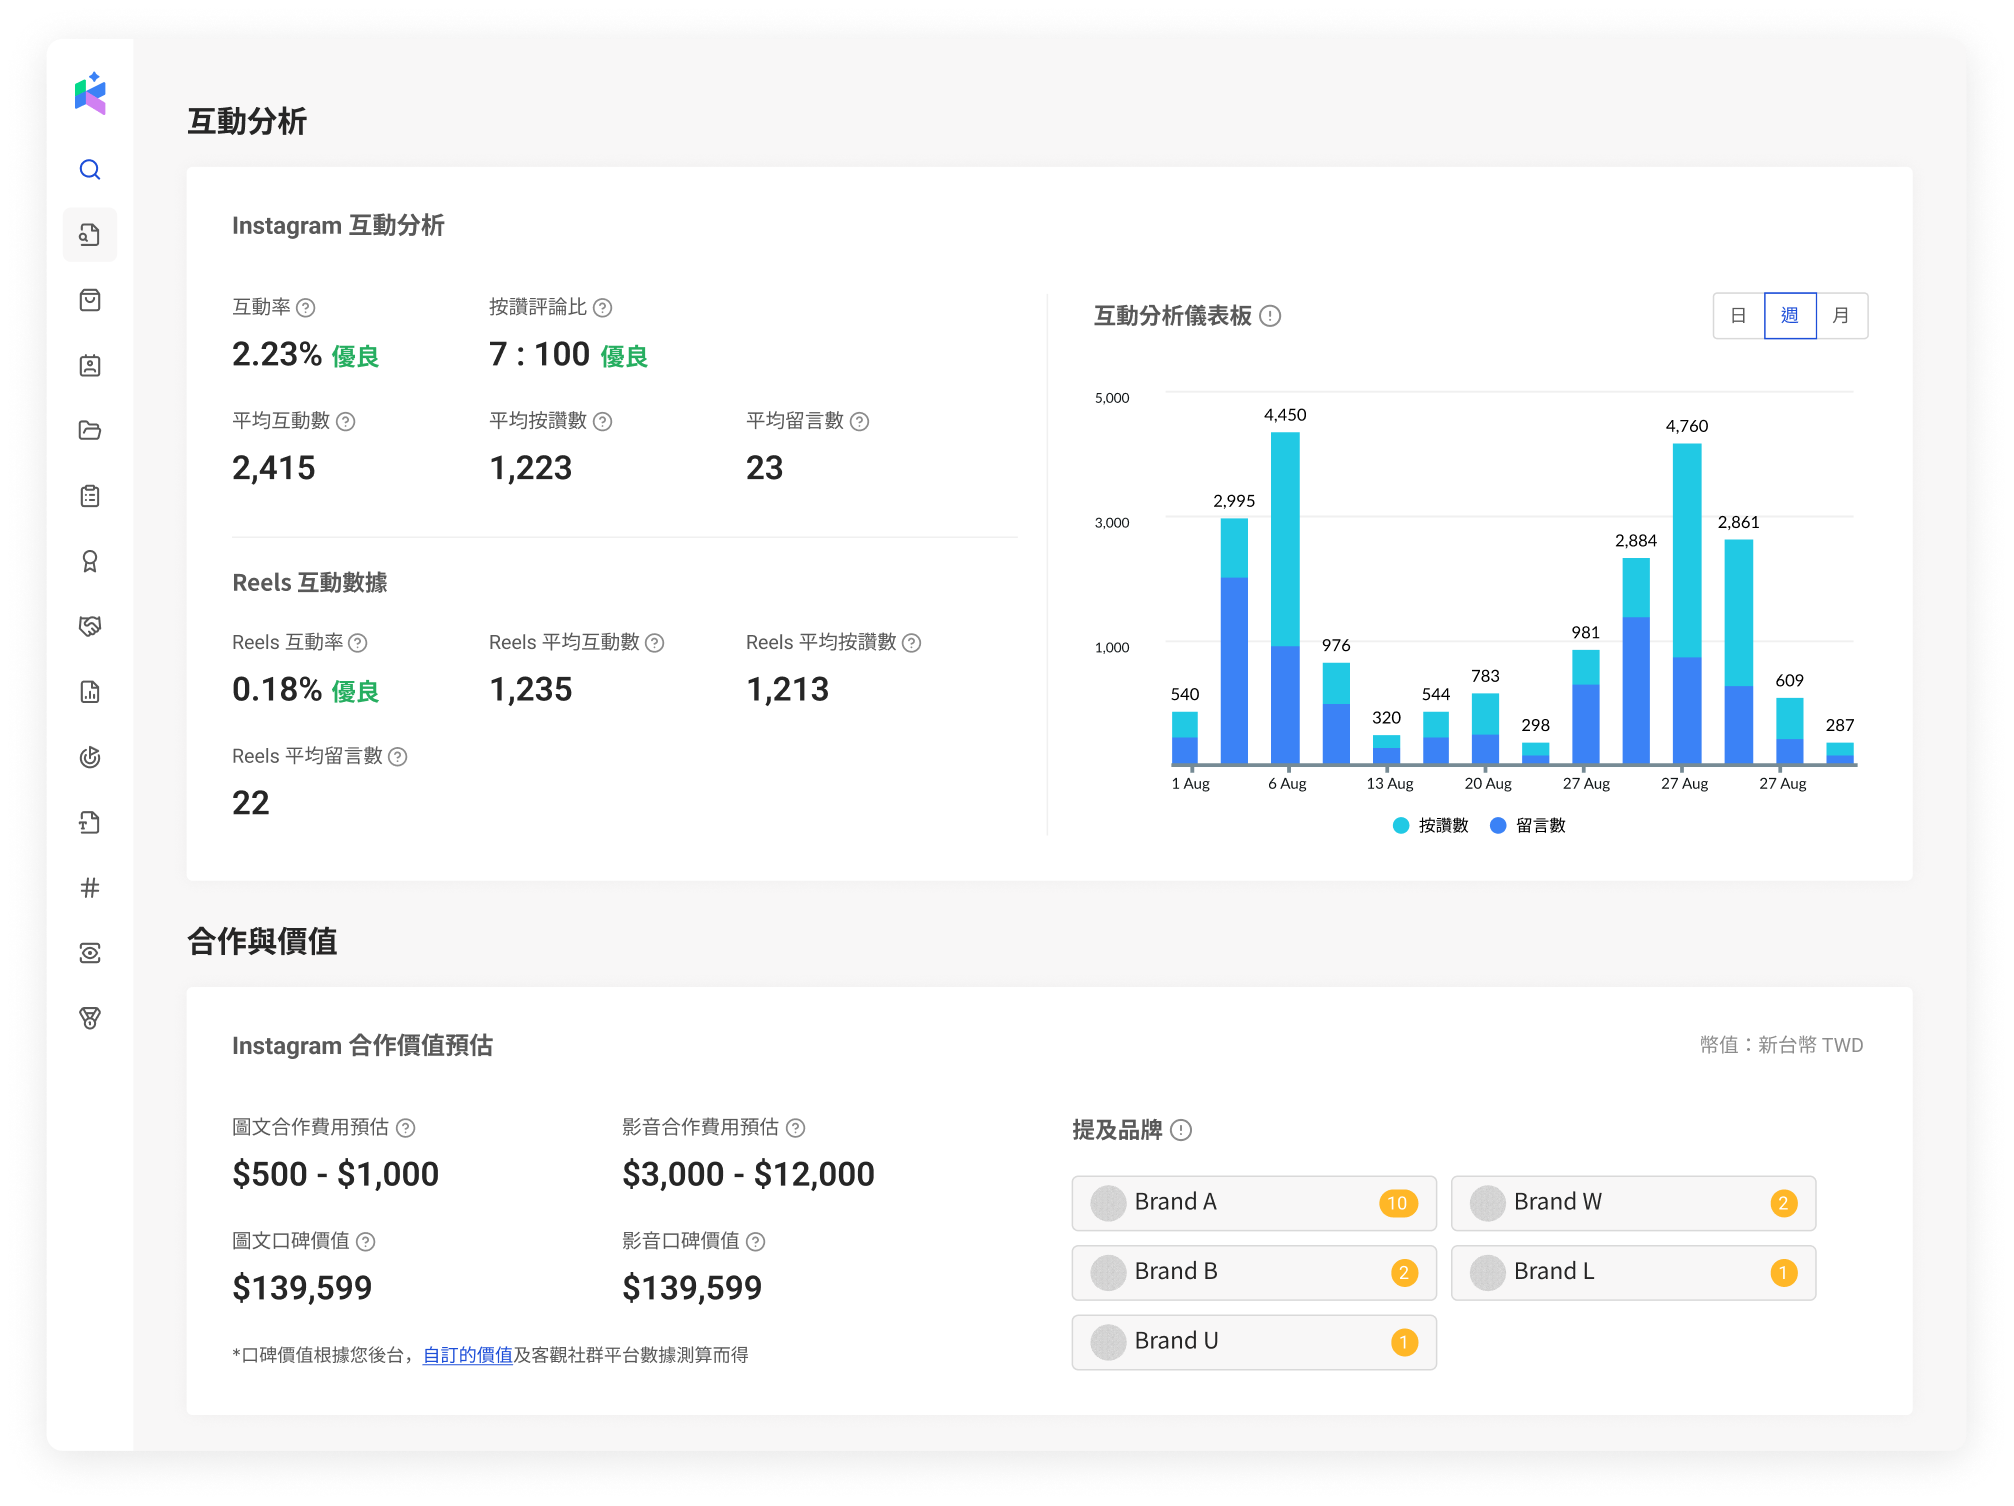 互動分析
Instagram 互動分析
互動率
按讚評論比
2.23% 優良
7 : 100 優良
平均互動數
平均按讚數
平均留言數
2,415
1,223
23
Reels 互動數據
Reels 互動率
Reels 平均互動數
Reels 平均按讚數
0.18% 優良
1,235
1,213
Reels 平均留言數
22
互動分析儀表板
日
週
月
5,000
3,000
1,000
540
2,995
4,450
976
320
544
783
298
981
2,884
4,760
2,861
609
287
1 Aug
6 Aug
13 Aug
20 Aug
27 Aug
27 Aug
27 Aug
按讚數
留言數
合作與價值
Instagram 合作價值預估
幣值：新台幣 TWD
圖文合作費用預估
影音合作費用預估
$500 - $1,000
$3,000 - $12,000
圖文口碑價值
影音口碑價值
$139,599
$139,599
*口碑價值根據您後台，自訂的價值及客觀社群平台數據測算而得
提及品牌
Brand A 10
Brand W 2
Brand B 2
Brand L 1
Brand U 1